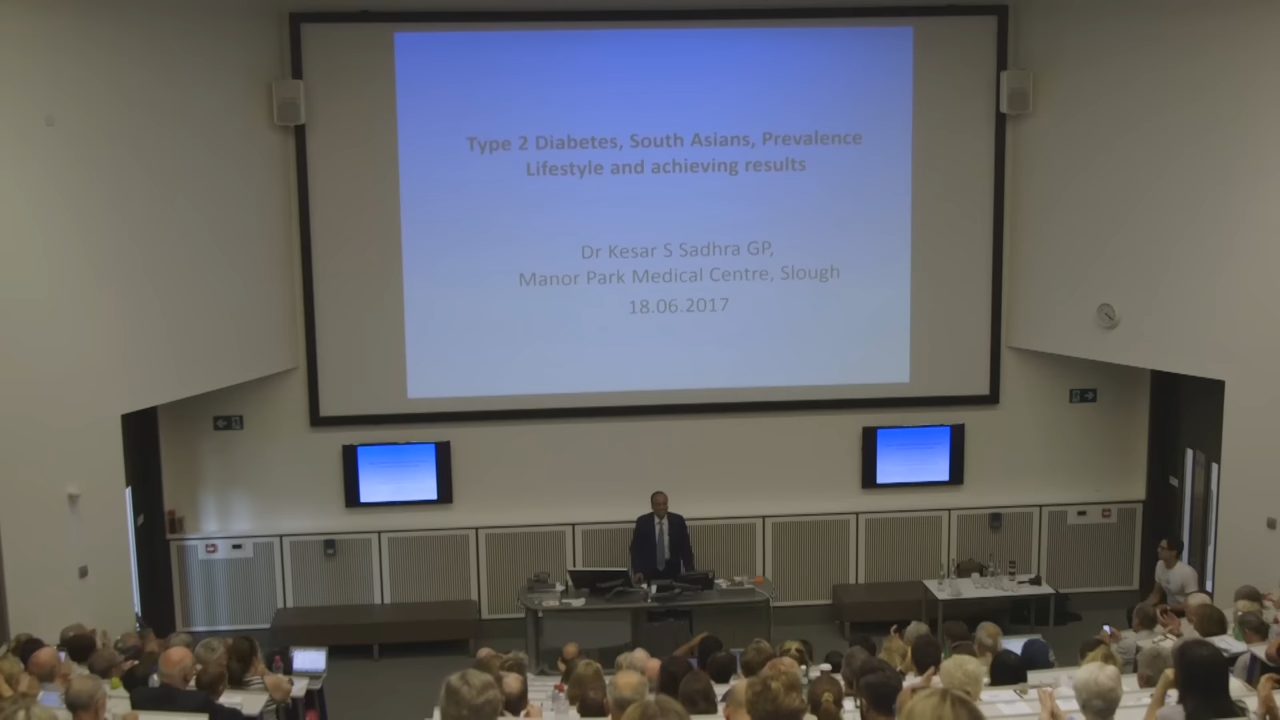 Type 2 Diabetes, South Asians, Prevalence
Lifestyle and achieving results
Dr Kesar S Sadhra GP,
Manor Park Medical Centre, Slough
18.06.2017